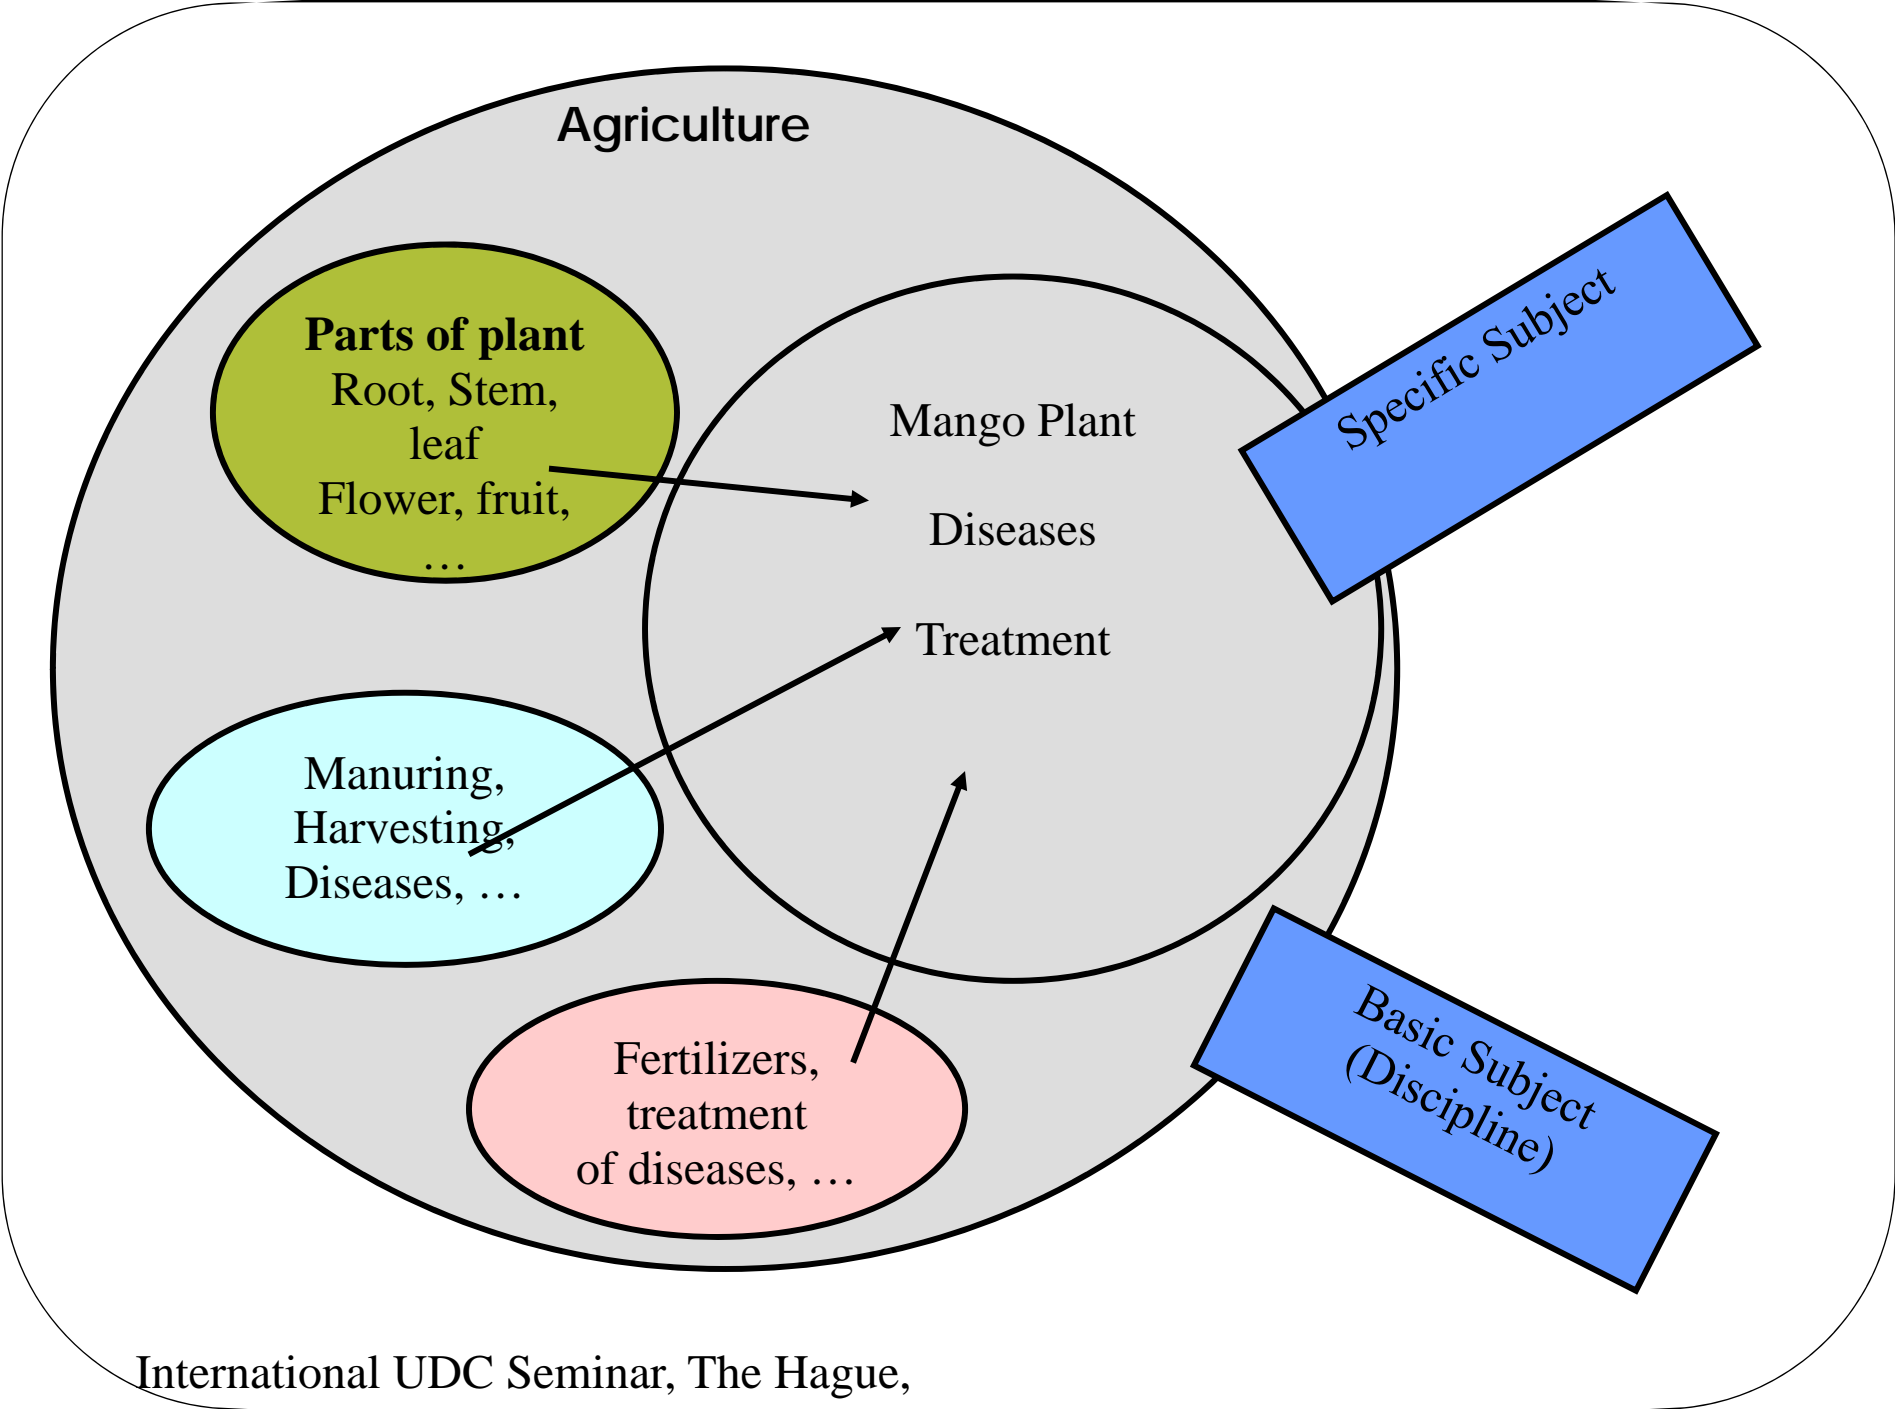 Agriculture
Parts of plant
Root, Stem,
leaf
Flower, fruit,
…
Mango Plant
Diseases
Treatment
Specific Subject
Manuring,
Harvesting,
Diseases, …
Fertilizers,
treatment
of diseases, …
Basic Subject
(Discipline)
International UDC Seminar, The Hague,